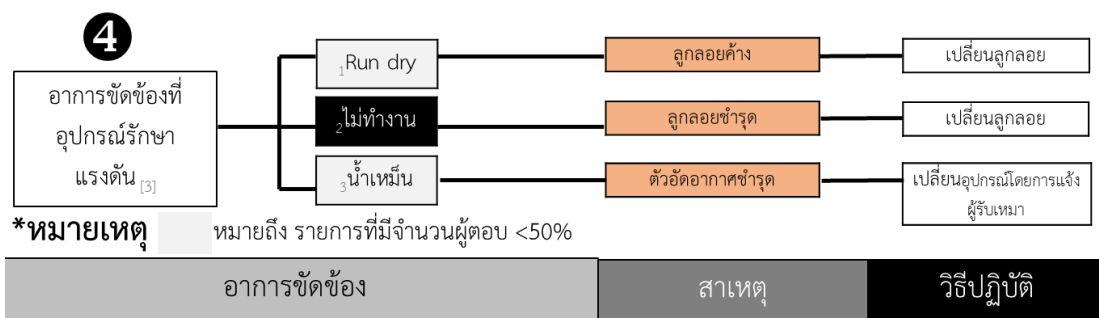 4
อาการขัดข้องที่
อุปกรณ์รักษา
แรงดัน [3]
1Run dry
ลูกลอยค้าง
เปลี่ยนลูกลอย
2ไม่ทำงาน
ลูกลอยชำรุด
เปลี่ยนลูกลอย
3น้ำเหม็น
ตัวอัดอากาศชำรุด
เปลี่ยนอุปกรณ์โดยการแจ้ง
ผู้รับเหมา
*หมายเหตุ หมายถึง รายการที่มีจำนวนผู้ตอบ <50%
อาการขัดข้อง
สาเหตุ
วิธีปฏิบัติ